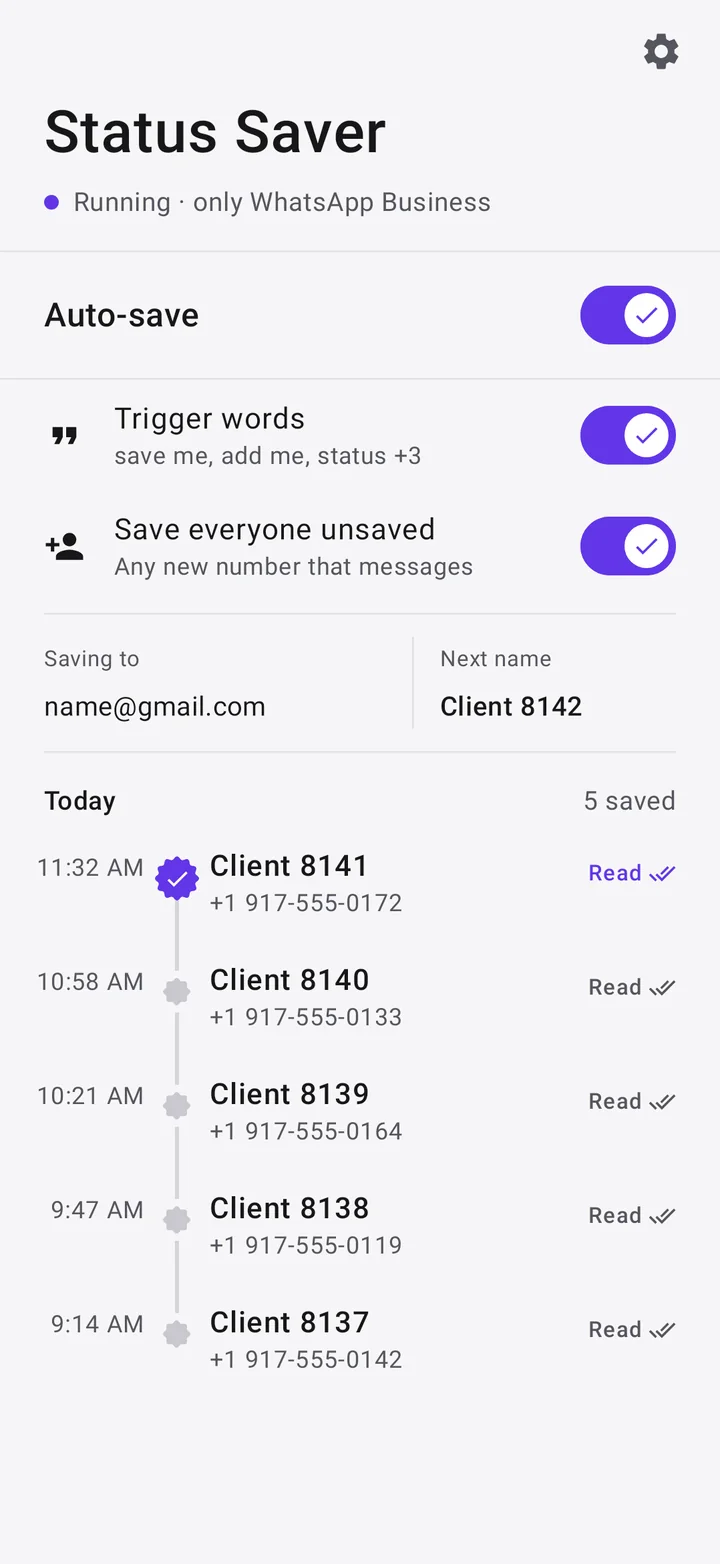 Status Saver
Running · only WhatsApp Business
Auto-save
Trigger words
save me, add me, status +3
Save everyone unsaved
Any new number that messages
Saving to
name@gmail.com
Next name
Client 8142
Today
5 saved
11:32 AM
Client 8141
+1 917-555-0172
Read
10:58 AM
Client 8140
+1 917-555-0133
Read
10:21 AM
Client 8139
+1 917-555-0164
Read
9:47 AM
Client 8138
+1 917-555-0119
Read
9:14 AM
Client 8137
+1 917-555-0142
Read